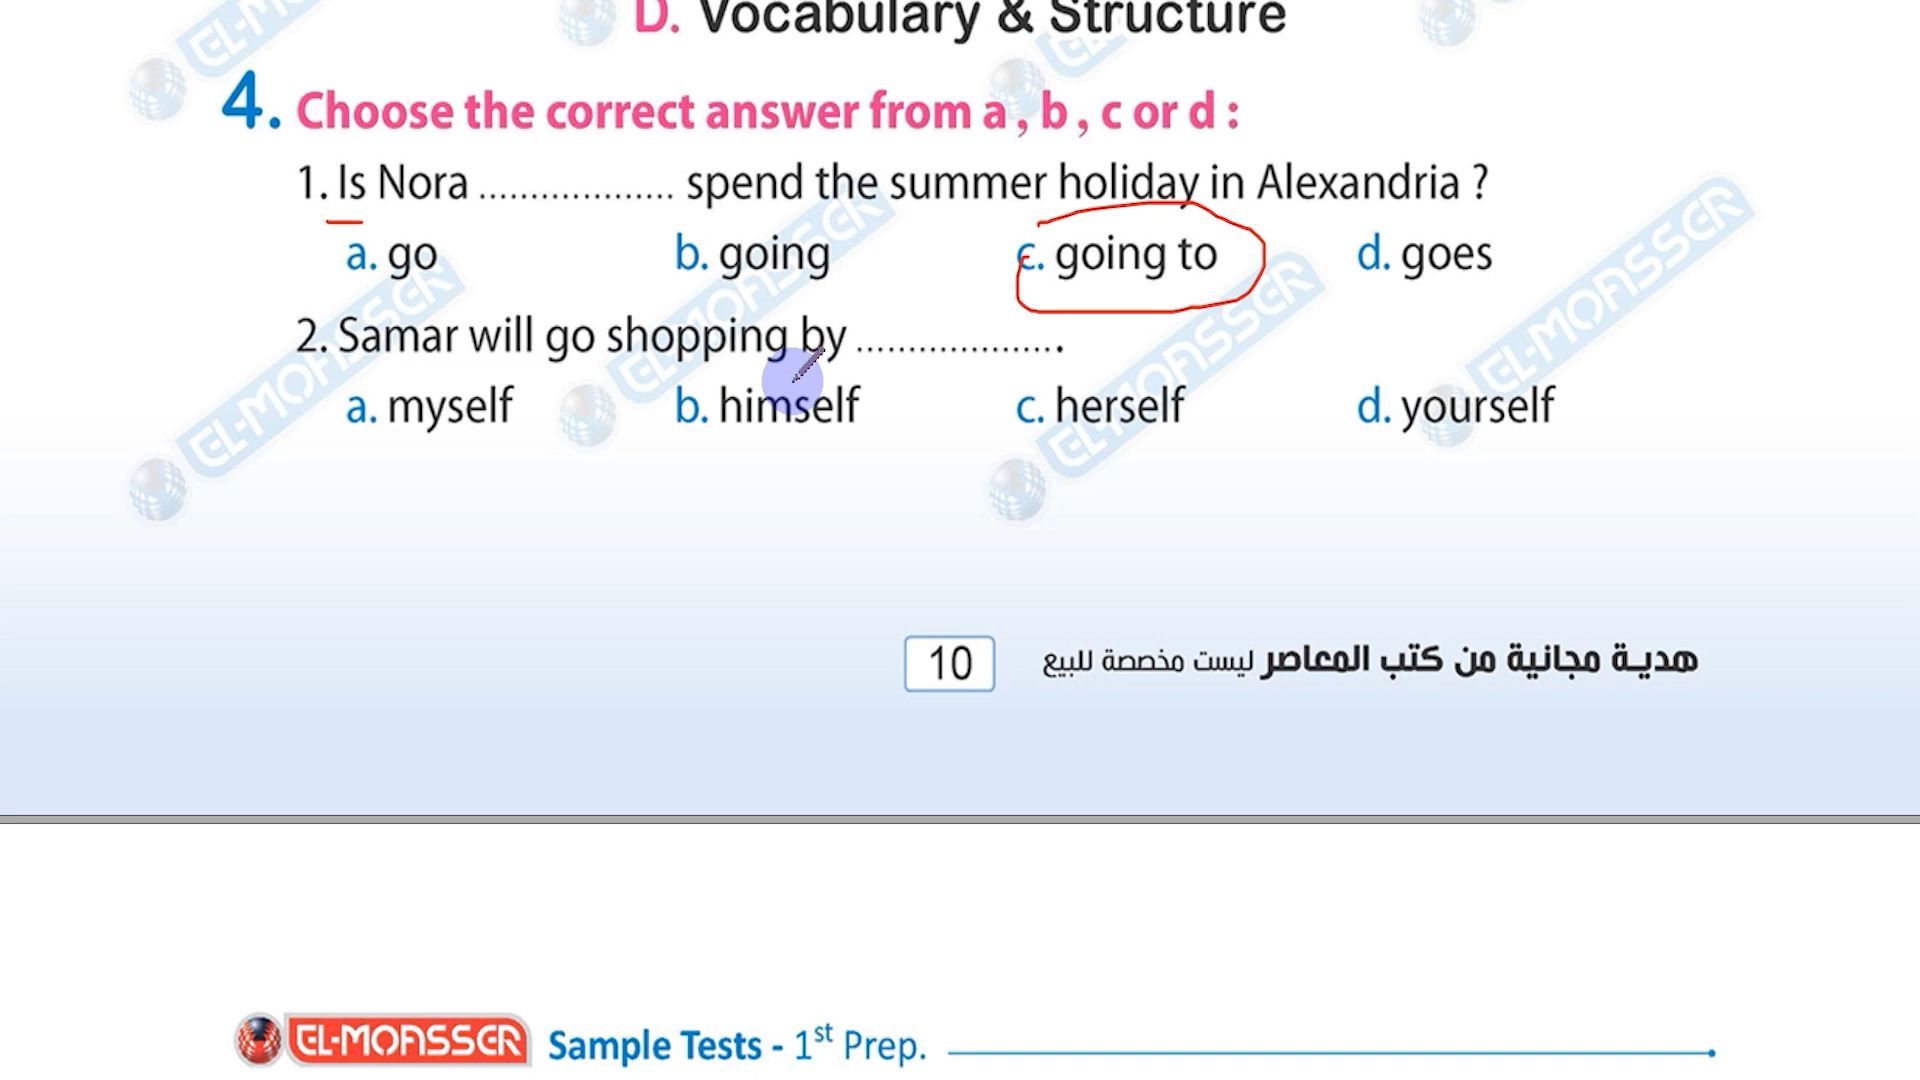 D. Vocabulary & Structure
4. Choose the correct answer from a , b , c or d :
1. Is Nora ................... spend the summer holiday in Alexandria ?
a. go b. going c. going to d. goes
2. Samar will go shopping by ................... .
a. myself b. himself c. herself d. yourself
10 هدية مجانية من كتب المعاصر ليست مخصصة للبيع
EL-MOASSER Sample Tests - 1st Prep.